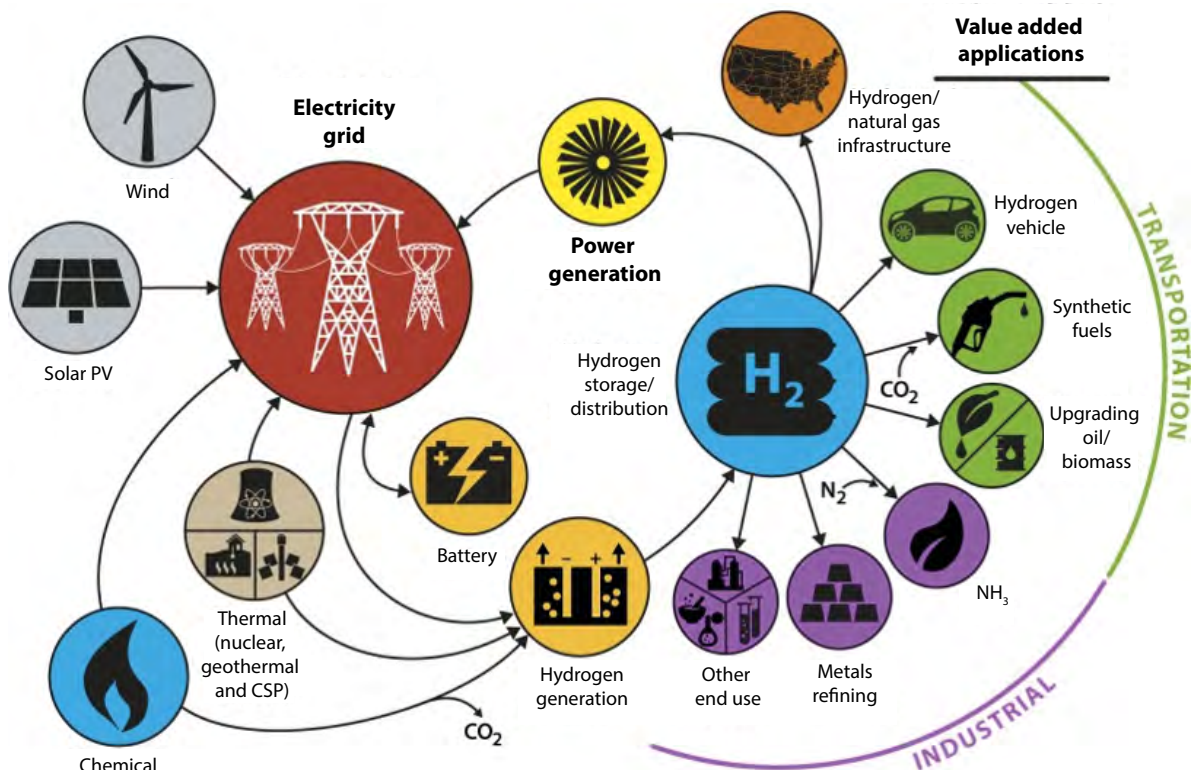 Value added
applications
Electricity
grid
Hydrogen/
natural gas
infrastructure
Wind
Power
generation
Hydrogen
vehicle
TRANSPORTATION
Solar PV
Hydrogen
storage/
distribution
H₂
Synthetic
fuels
CO₂
Upgrading
oil/
biomass
+ -
Battery
N₂
- +
NH₃
Thermal
(nuclear,
geothermal
and CSP)
Hydrogen
generation
Other
end use
Metals
refining
INDUSTRIAL
CO₂
Chemical